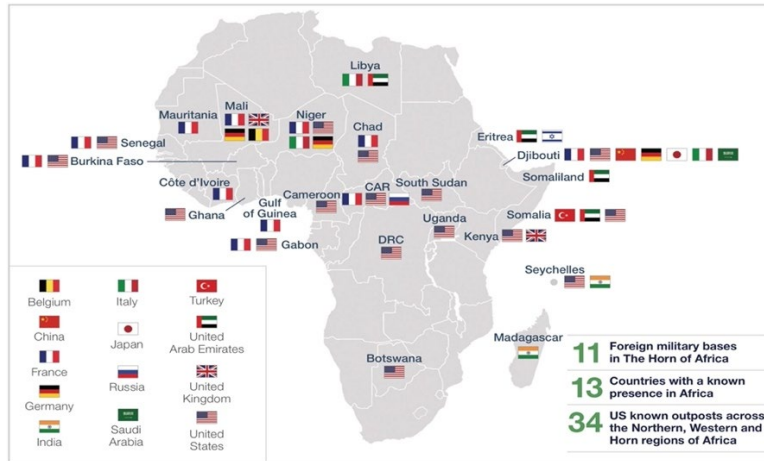 Libya
Mauritania
Mali
Niger
Chad
Eritrea
Senegal
Djibouti
Burkina Faso
Somaliland
Côte d'Ivoire
Cameroon
CAR
South Sudan
Ghana
Gulf
of Guinea
Uganda
Somalia
Kenya
Gabon
DRC
Seychelles
Madagascar
Botswana
Belgium
Italy
Turkey
China
Japan
United
Arab Emirates
France
Russia
United
Kingdom
Germany
India
Saudi
Arabia
United
States
11 Foreign military bases
in The Horn of Africa
13 Countries with a known
presence in Africa
34 US known outposts across
the Northern, Western and
Horn regions of Africa